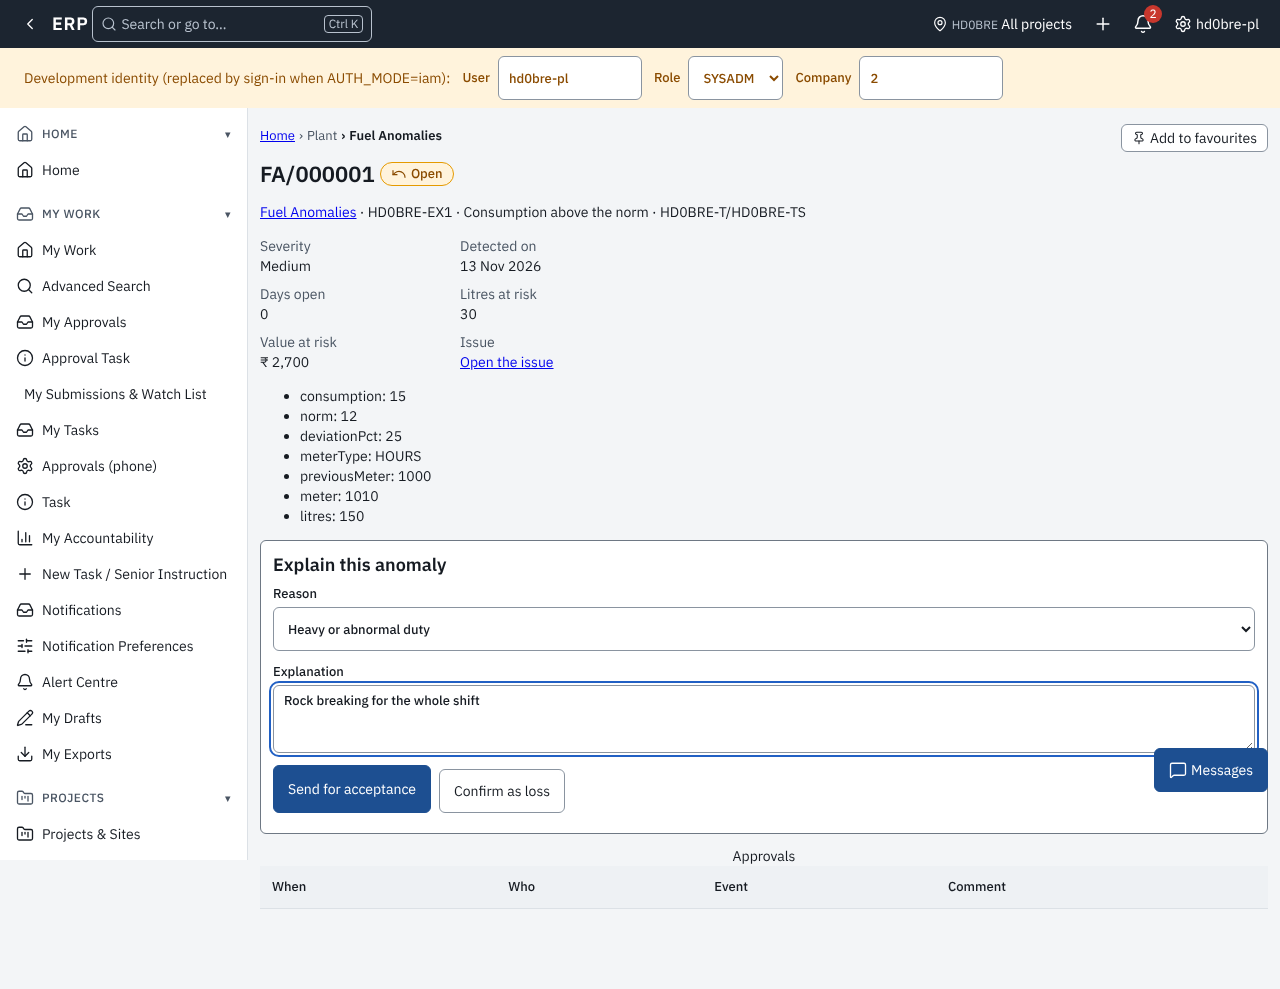 ERP
Search or go to...
Ctrl K
HD0BRE All projects
2
hd0bre-pl
Development identity (replaced by sign-in when AUTH_MODE=iam):
User
hd0bre-pl
Role
SYSADM
Company
2
HOME
Home
MY WORK
My Work
Advanced Search
My Approvals
Approval Task
My Submissions & Watch List
My Tasks
Approvals (phone)
Task
My Accountability
New Task / Senior Instruction
Notifications
Notification Preferences
Alert Centre
My Drafts
My Exports
PROJECTS
Projects & Sites
Home › Plant › Fuel Anomalies
Add to favourites
FA/000001
Open
Fuel Anomalies · HD0BRE-EX1 · Consumption above the norm · HD0BRE-T/HD0BRE-TS
Severity
Medium
Detected on
13 Nov 2026
Days open
0
Litres at risk
30
Value at risk
₹ 2,700
Issue
Open the issue
consumption: 15
norm: 12
deviationPct: 25
meterType: HOURS
previousMeter: 1000
meter: 1010
litres: 150
Explain this anomaly
Reason
Heavy or abnormal duty
Explanation
Rock breaking for the whole shift
Messages
Send for acceptance
Confirm as loss
Approvals
When Who Event Comment